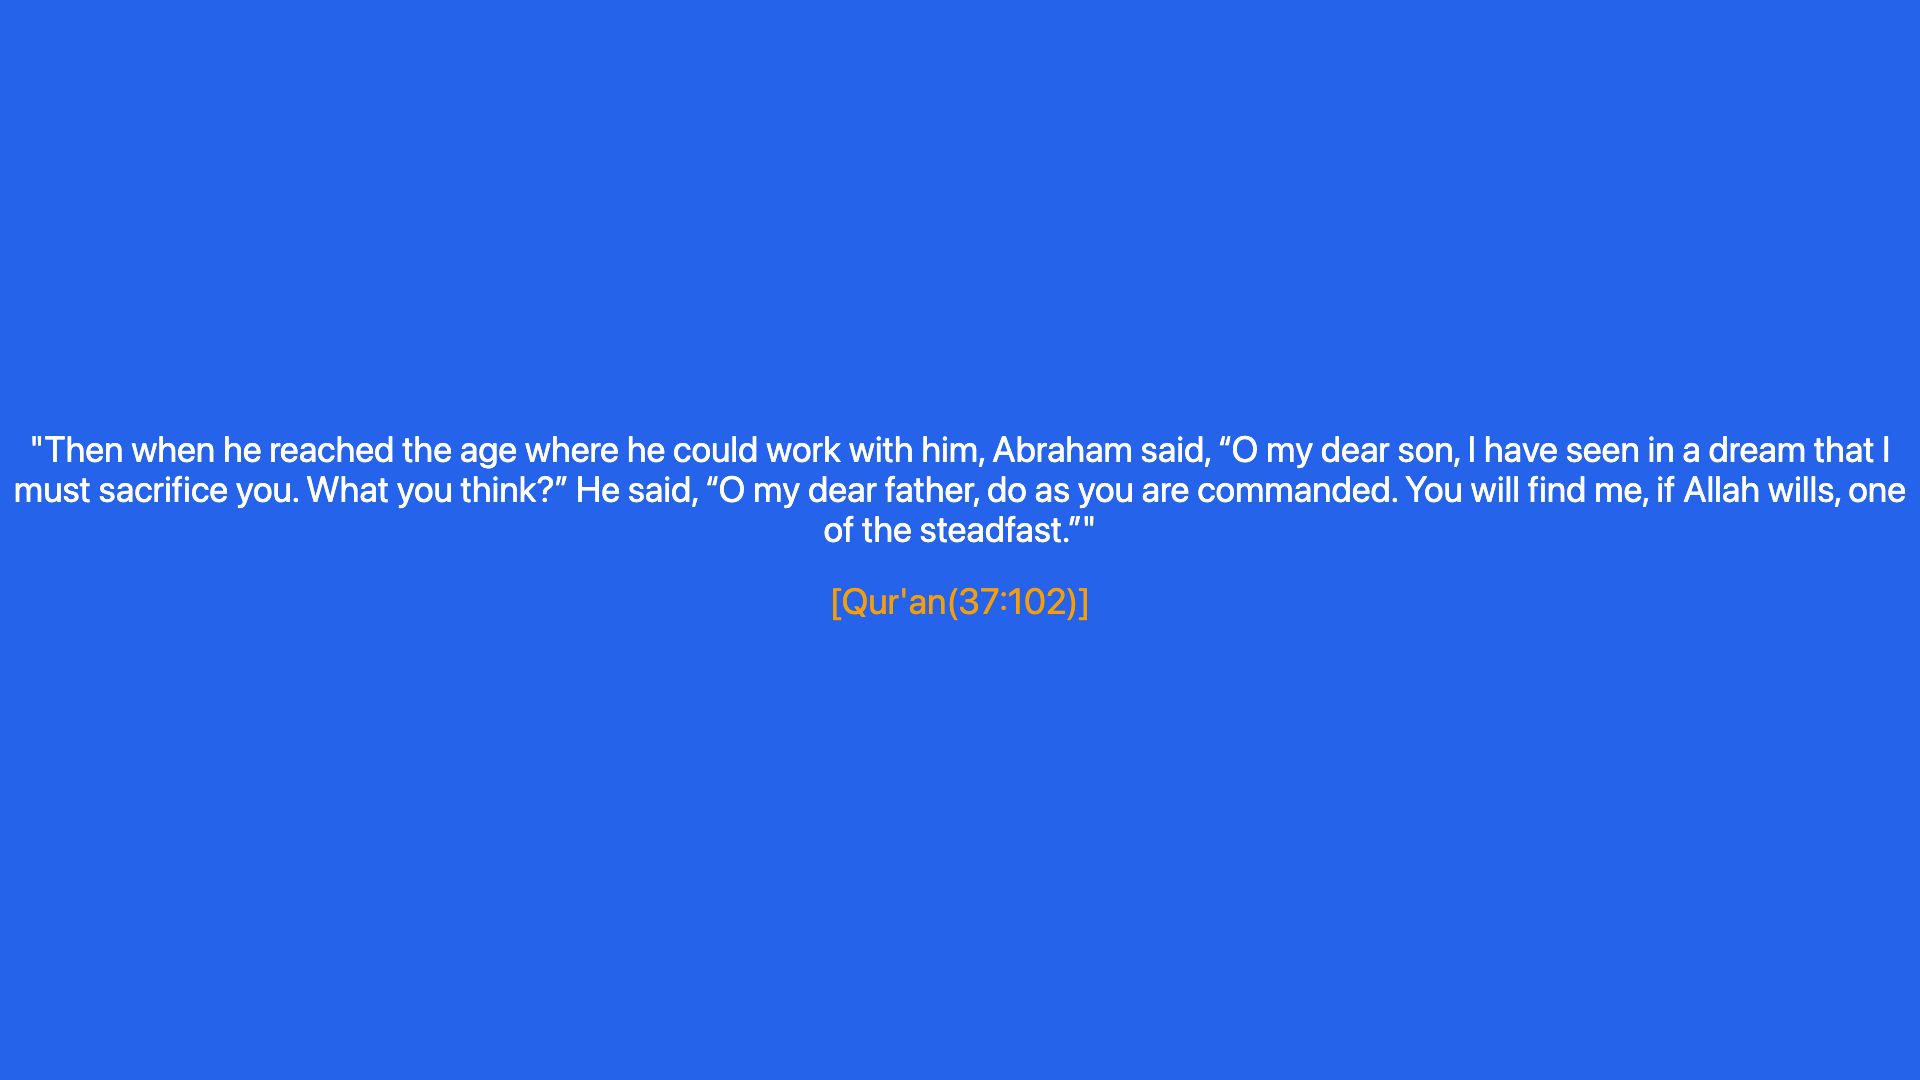 "Then when he reached the age where he could work with him, Abraham said, “O my dear son, I have seen in a dream that I
must sacrifice you. What you think?” He said, “O my dear father, do as you are commanded. You will find me, if Allah wills, one
of the steadfast.”"
[Qur'an(37:102)]